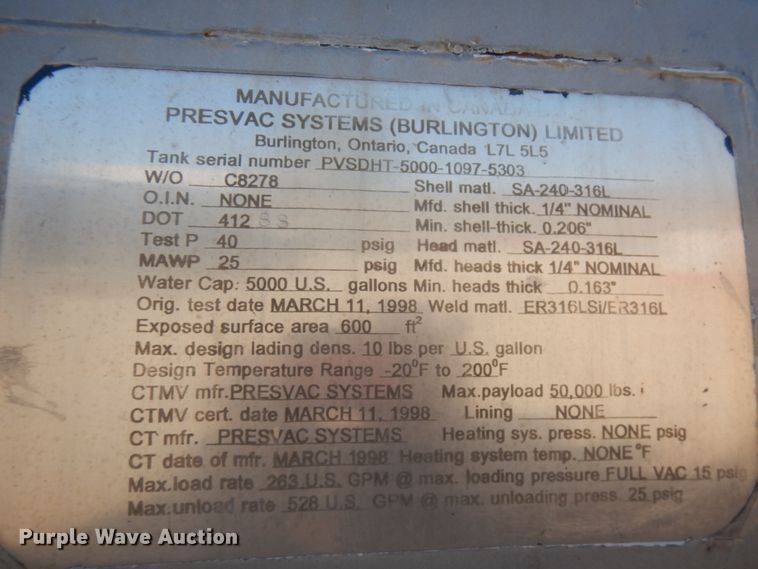 MANUFACTURED IN CANADA
PRESVAC SYSTEMS (BURLINGTON) LIMITED
Burlington, Ontario, Canada L7L 5L5
Tank serial number PVSDHT-5000-1097-5303
W/O C8278 Shell matl. SA-240-316L
O.I.N. NONE Mfd. shell thick. 1/4" NOMINAL
DOT 412 SS Min. shell-thick. 0.206"
Test P 40 psig Head matl. SA-240-316L
MAWP 25 psig Mfd. heads thick 1/4" NOMINAL
Water Cap. 5000 U.S. gallons Min. heads thick 0.163"
Orig. test date MARCH 11, 1998 Weld matl. ER316LSi/ER316L
Exposed surface area 600 ft²
Max. design lading dens. 10 lbs per U.S. gallon
Design Temperature Range -20⁰F to 200⁰F
CTMV mfr. PRESVAC SYSTEMS Max.payload 50,000 lbs.
CTMV cert. date MARCH 11, 1998 Lining NONE
CT mfr. PRESVAC SYSTEMS Heating sys. press. NONE psig
CT date of mfr. MARCH 1998 Heating system temp. NONE °F
Max.load rate 263 U.S. GPM @ max. loading pressure FULL VAC 15 psig
Max.unload rate 528 U.S. GPM @ max. unloading press. 25 psig
Purple Wave Auction